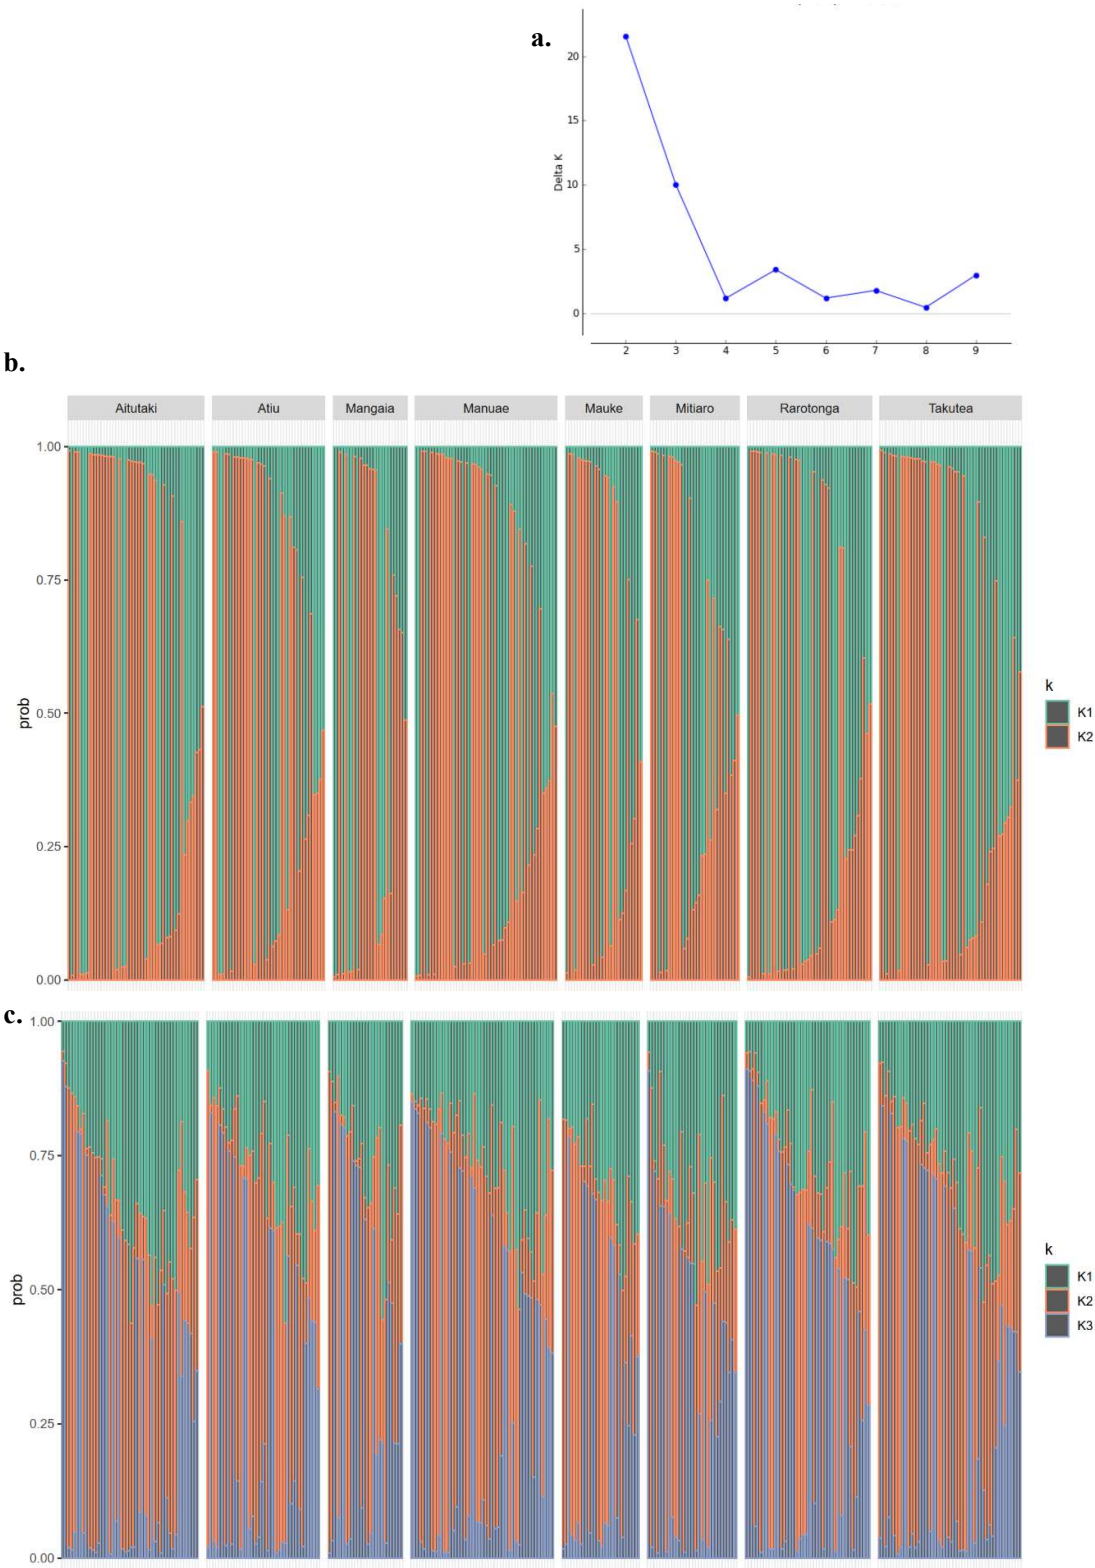 a.
20
15
10
5
0
Delta K
2 3 4 5 6 7 8 9
b.
Aitutaki Atiu Mangaia Manuae Mauke Mitiaro Rarotonga Takutea
1.00
0.75
0.50
0.25
0.00
prob
k
K1
K2
c.
1.00
0.75
0.50
0.25
0.00
prob
k
K1
K2
K3